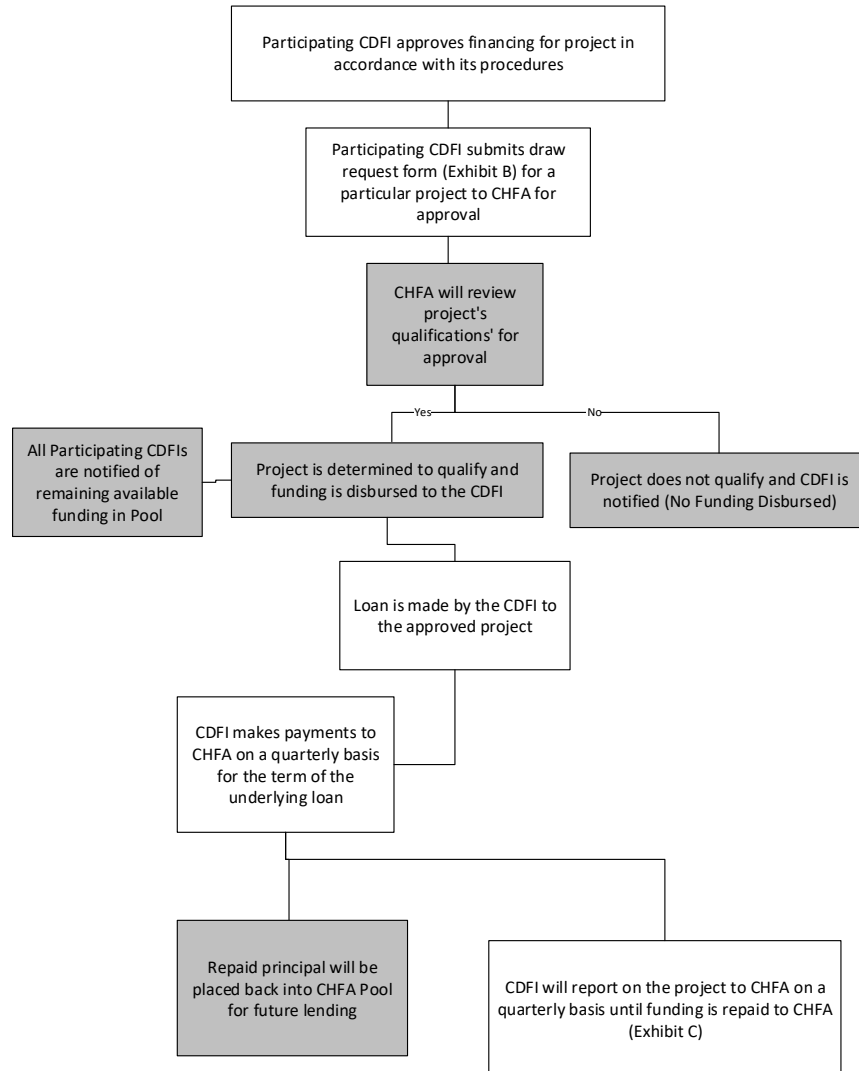 Participating CDFI approves financing for project in
accordance with its procedures
Participating CDFI submits draw
request form (Exhibit B) for a
particular project to CHFA for
approval
CHFA will review
project's
qualifications' for
approval
Yes
No
All Participating CDFIs
are notified of
remaining available
funding in Pool
Project is determined to qualify and
funding is disbursed to the CDFI
Project does not qualify and CDFI is
notified (No Funding Disbursed)
Loan is made by the CDFI to
the approved project
CDFI makes payments to
CHFA on a quarterly basis
for the term of the
underlying loan
Repaid principal will be
placed back into CHFA Pool
for future lending
CDFI will report on the project to CHFA on a
quarterly basis until funding is repaid to CHFA
(Exhibit C)